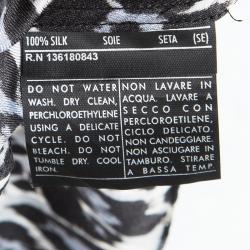 100% SILK SOIE SETA (SE)
R.N 136180843
DO NOT WATER
WASH. DRY CLEAN,
PERCHLOROETHYLENE
USING A DELICATE
CYCLE. DO NOT
BLEACH. DO NOT
TUMBLE DRY. COOL
IRON.
NON LAVARE IN
ACQUA. LAVARE A
SECCO CON
PERCLOROETILENE,
CICLO DELICATO.
NON CANDEGGIARE.
NON ASCIUGARE IN
TAMBURO. STIRARE
A BASSA TEMP